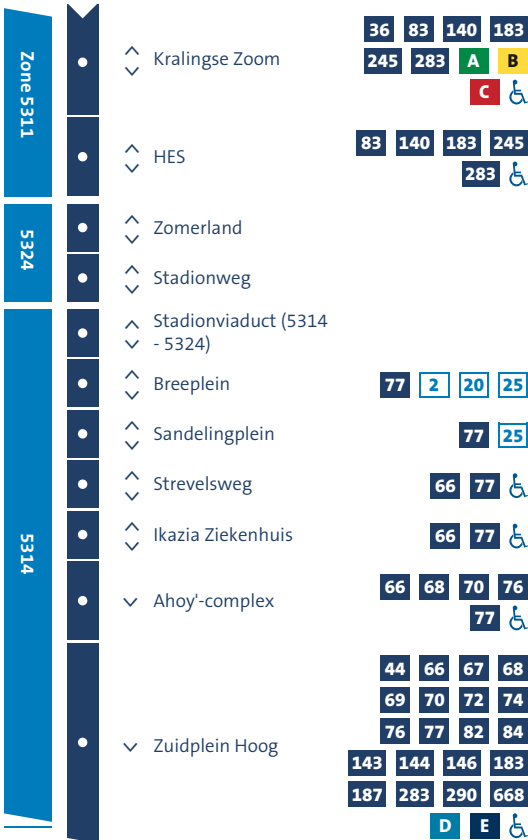 Zone 5311
Kralingse Zoom
36 83 140 183
245 283 A B
C
HES
83 140 183 245
283
5324
Zomerland
Stadionweg
5314
Stadionviaduct (5314
- 5324)
Breeplein
77 2 20 25
Sandelingplein
77 25
Strevelsweg
66 77
Ikazia Ziekenhuis
66 77
Ahoy'-complex
66 68 70 76
77
Zuidplein Hoog
44 66 67 68
69 70 72 74
76 77 82 84
143 144 146 183
187 283 290 668
D E